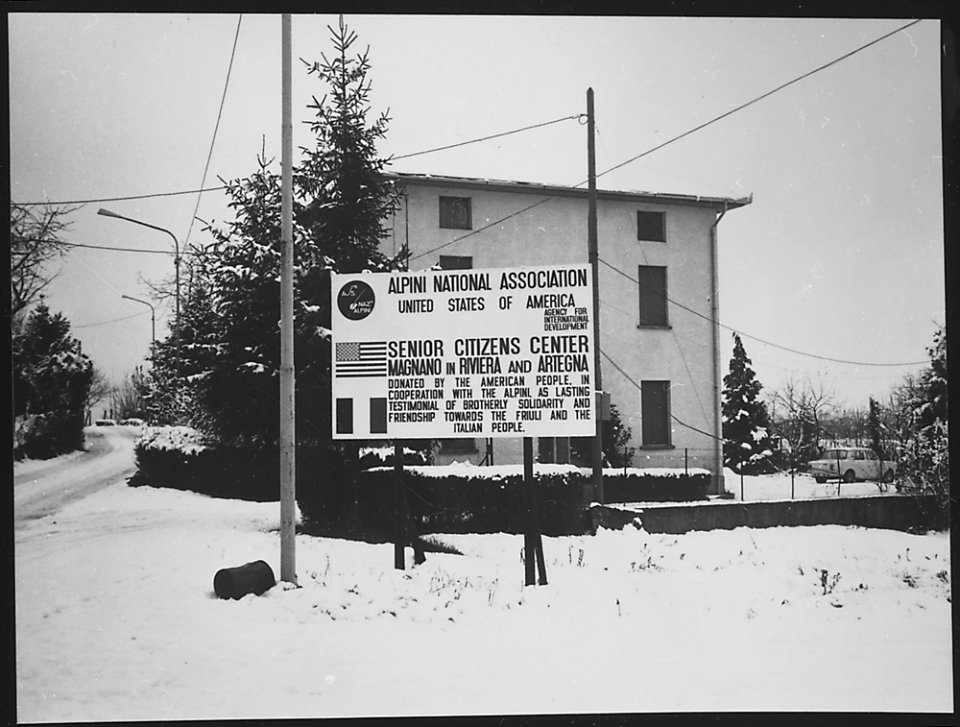 ALPINI NATIONAL ASSOCIATION
UNITED STATES OF AMERICA
AGENCY FOR
INTERNATIONAL
DEVELOPMENT
NAZ.
ALPINI
SENIOR CITIZENS CENTER
MAGNANO IN RIVIERA AND ARTEGNA
DONATED BY THE AMERICAN PEOPLE, IN
COOPERATION WITH THE ALPINI, AS LASTING
TESTIMONIAL OF BROTHERLY SOLIDARITY AND
FRIENDSHIP TOWARDS THE FRIULI AND THE
ITALIAN PEOPLE.